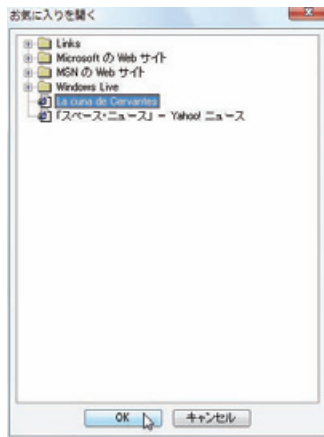 お気に入りを開く
Links
Microsoft の Web サイト
MSN の Web サイト
Windows Live
La cuna de Cervantes
「スペース・ニュース」 - Yahoo! ニュース
OK
キャンセル